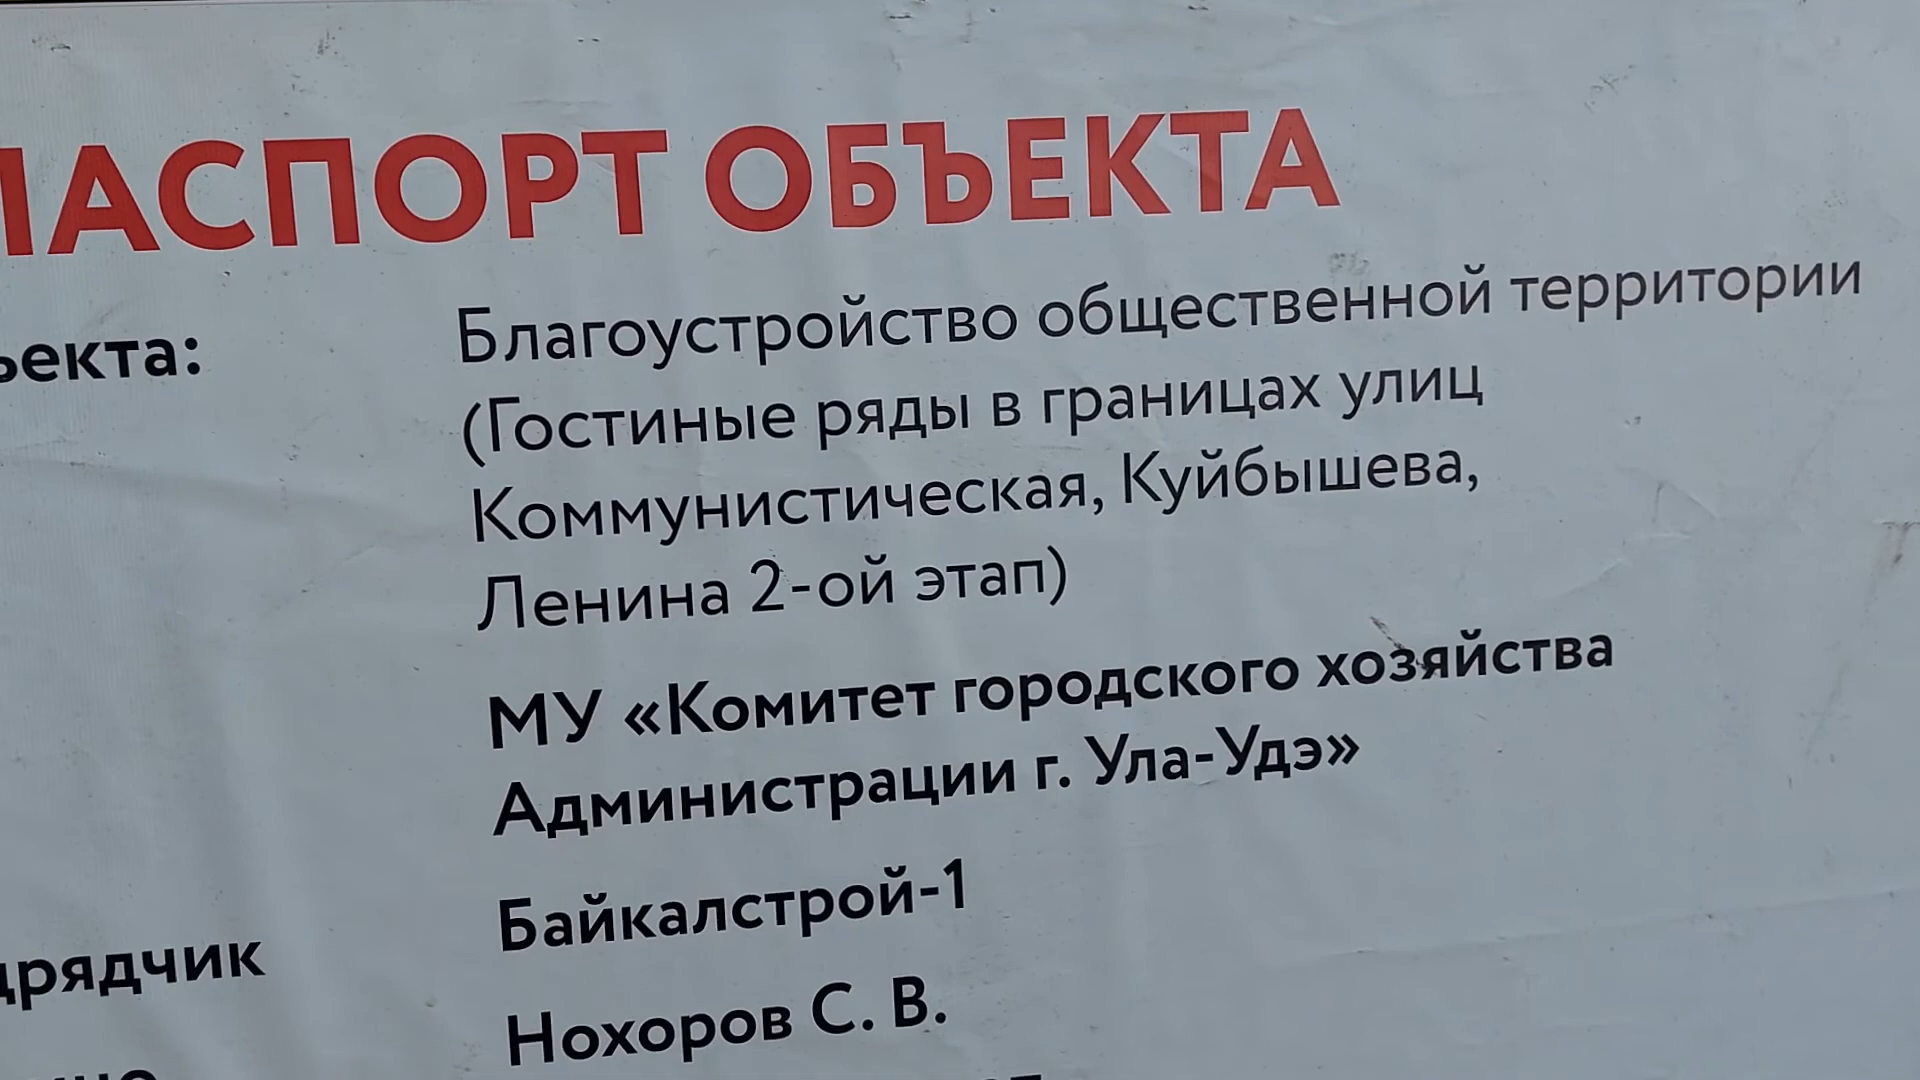 ПАСПОРТ ОБЪЕКТА
ъекта: Благоустройство общественной территории
(Гостиные ряды в границах улиц
Коммунистическая, Куйбышева,
Ленина 2-ой этап)
МУ «Комитет городского хозяйства
Администрации г. Ула-Удэ»
Байкалстрой-1
дрядчик
Нохоров С. В.